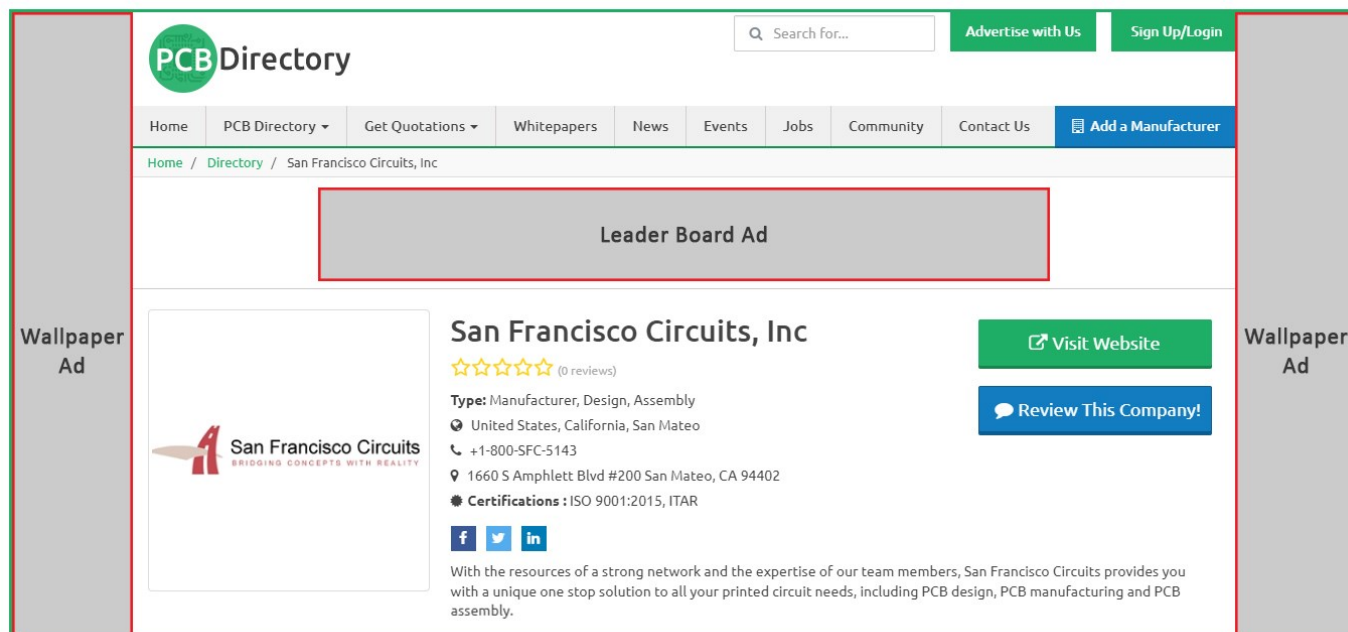 PCB Directory
Search for...
Advertise with Us
Sign Up/Login
Home PCB Directory Get Quotations Whitepapers News Events Jobs Community Contact Us Add a Manufacturer
Home / Directory / San Francisco Circuits, Inc
Leader Board Ad
Wallpaper
Ad
San Francisco Circuits
BRIDGING CONCEPTS WITH REALITY
San Francisco Circuits, Inc
(0 reviews)
Type: Manufacturer, Design, Assembly
United States, California, San Mateo
+1-800-SFC-5143
1660 S Amphlett Blvd #200 San Mateo, CA 94402
Certifications : ISO 9001:2015, ITAR
f in
With the resources of a strong network and the expertise of our team members, San Francisco Circuits provides you
with a unique one stop solution to all your printed circuit needs, including PCB design, PCB manufacturing and PCB
assembly.
Visit Website
Review This Company!
Wallpaper
Ad